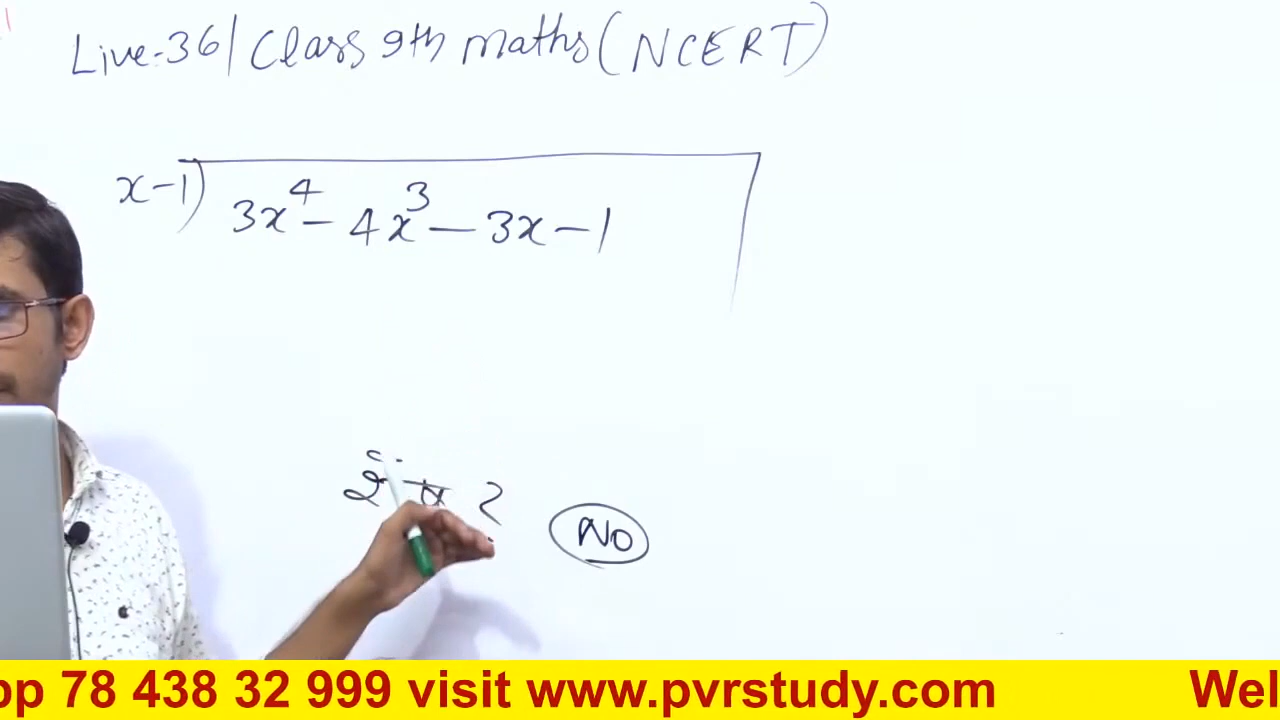 Live-36| Class 9th maths (NCERT)
x-1) 3x⁴ - 4x³ - 3x - 1
?
No
pp 78 438 32 999 visit www.pvrstudy.com Wel